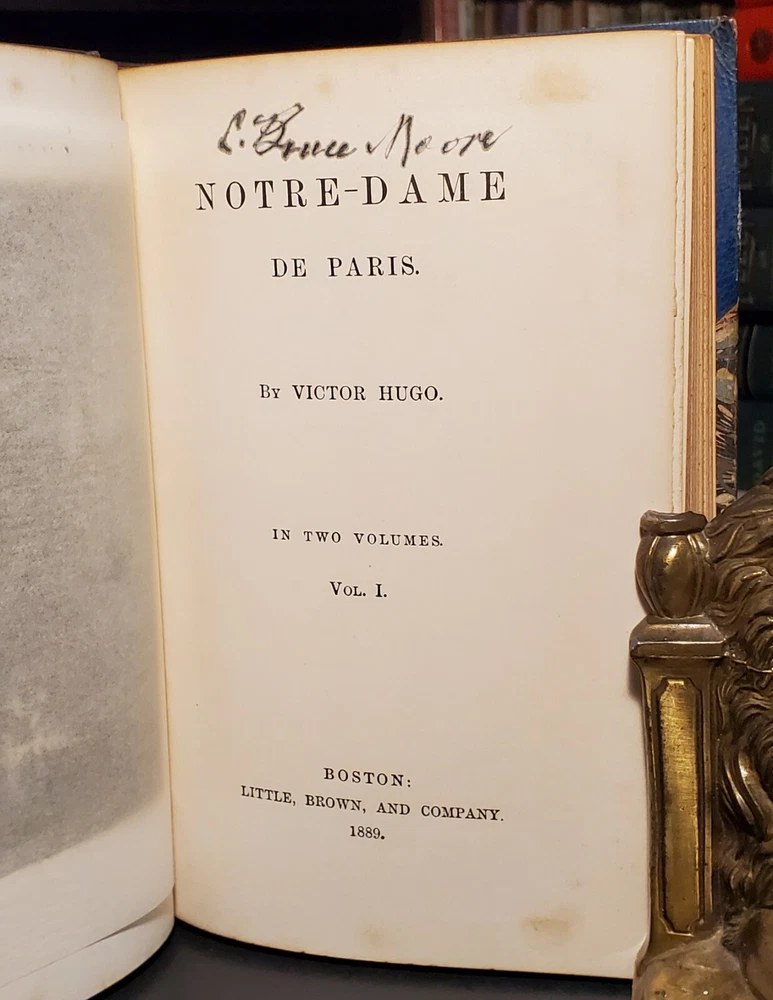 C. Bruce Moore
NOTRE-DAME
DE PARIS.
By VICTOR HUGO.
IN TWO VOLUMES.
Vol. I.
BOSTON:
LITTLE, BROWN, AND COMPANY.
1889.